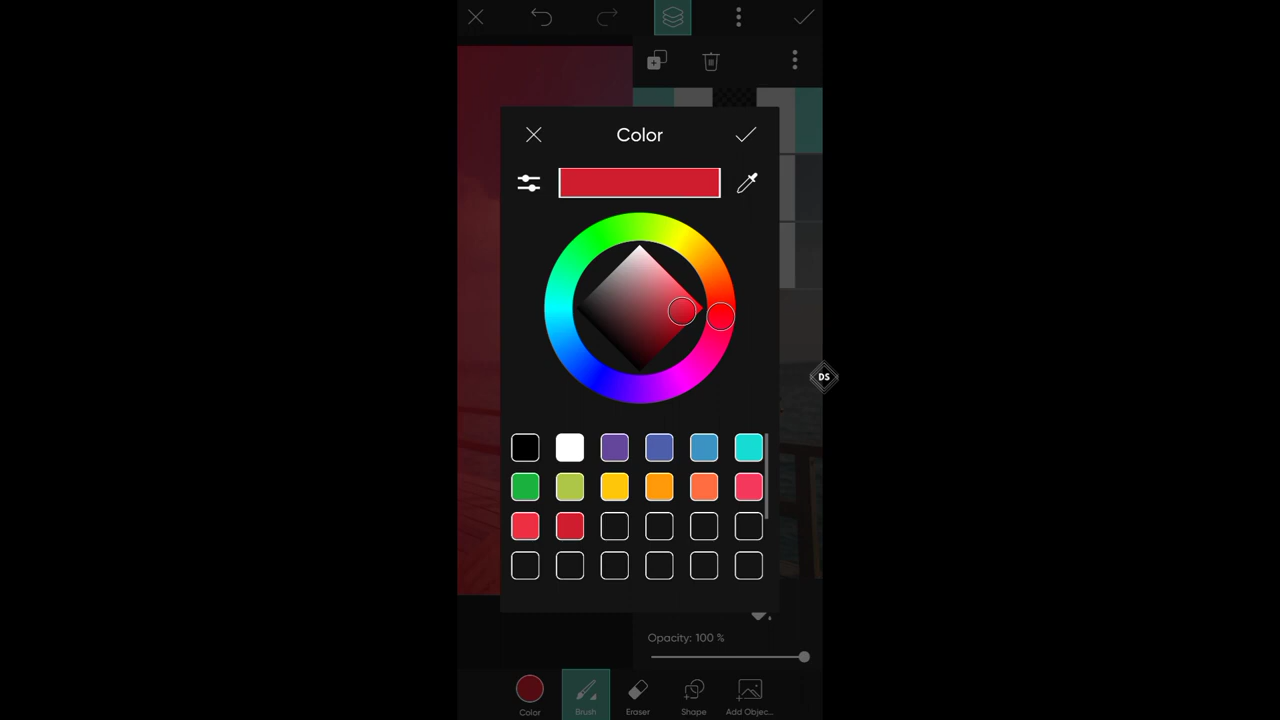 Color
DS
Opacity: 100 %
Color
Brush
Eraser
Shape
Add Objec...